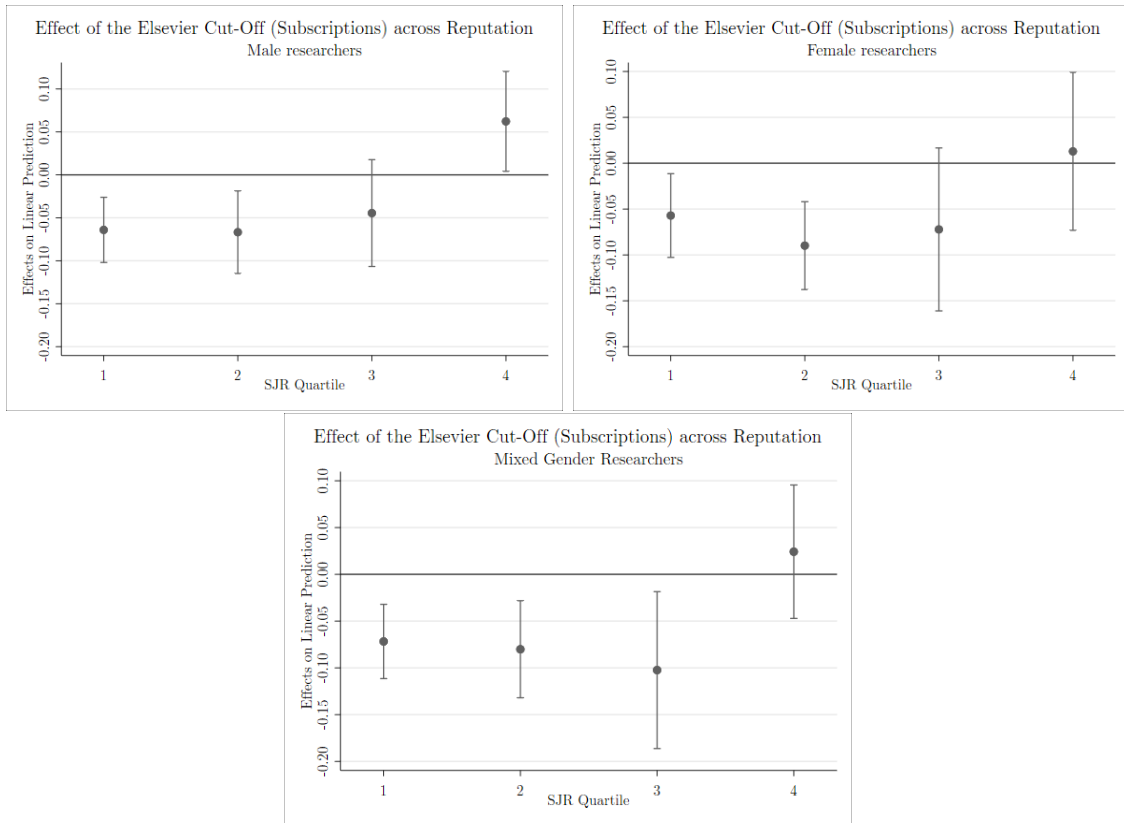 Effect of the Elsevier Cut-Off (Subscriptions) across Reputation
Male researchers
Effects on Linear Prediction
0.10
0.05
0.00
-0.05
-0.10
-0.15
-0.20
1 2 3 4
SJR Quartile
Effect of the Elsevier Cut-Off (Subscriptions) across Reputation
Female researchers
Effects on Linear Prediction
0.10
0.05
0.00
-0.05
-0.10
-0.15
-0.20
1 2 3 4
SJR Quartile
Effect of the Elsevier Cut-Off (Subscriptions) across Reputation
Mixed Gender Researchers
Effects on Linear Prediction
0.10
0.05
0.00
-0.05
-0.10
-0.15
-0.20
1 2 3 4
SJR Quartile